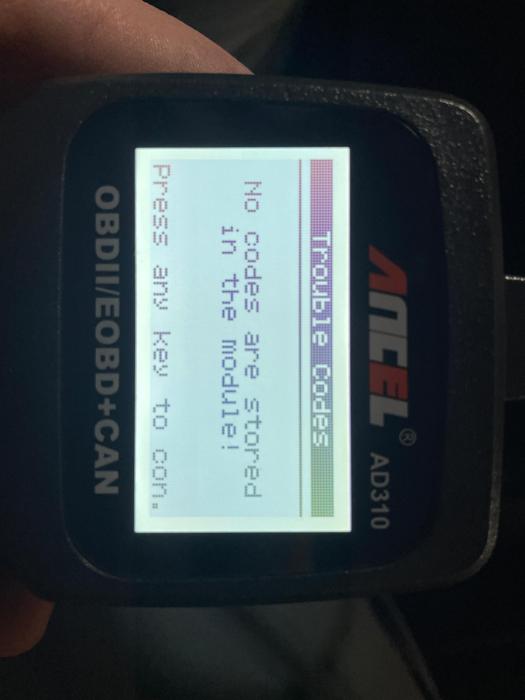 ANCEL® AD310
Trouble Codes
No codes are stored
in the module!
Press any key to con.
OBDII/EOBD+CAN